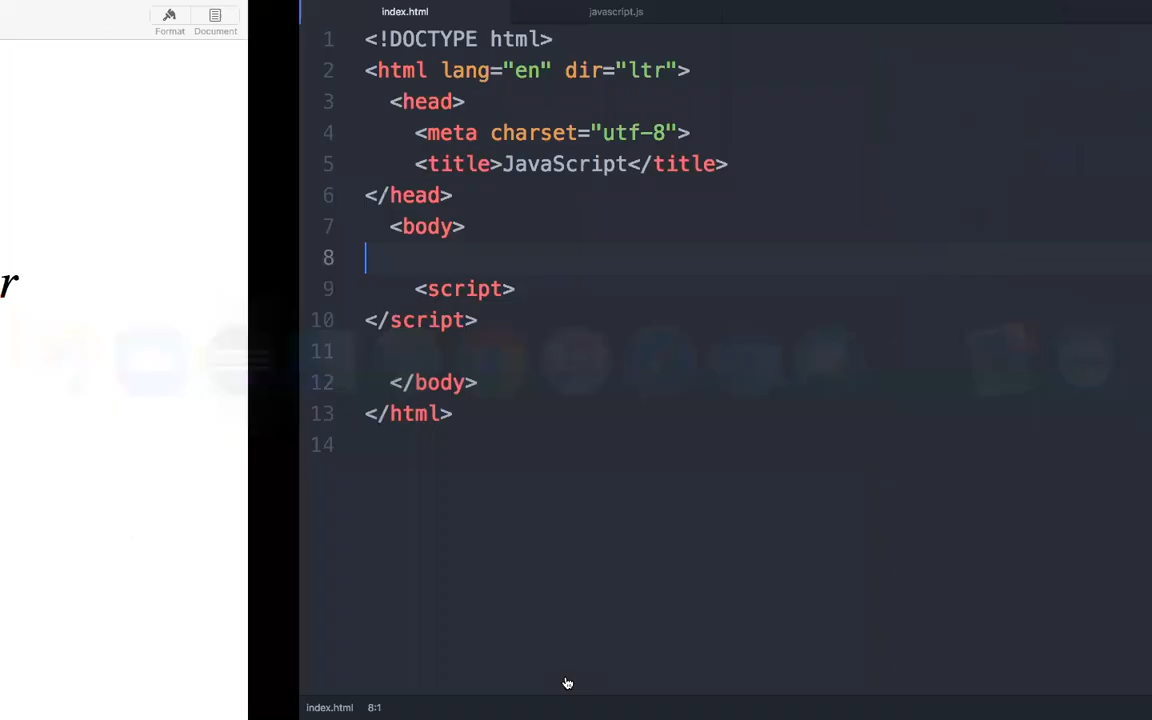 Format Document
index.html javascript.js
r
1 <!DOCTYPE html>
2 <html lang="en" dir="ltr">
3 <head>
4 <meta charset="utf-8">
5 <title>JavaScript</title>
6 </head>
7 <body>
8
9 <script>
10 </script>
11
12 </body>
13 </html>
14
index.html 8:1